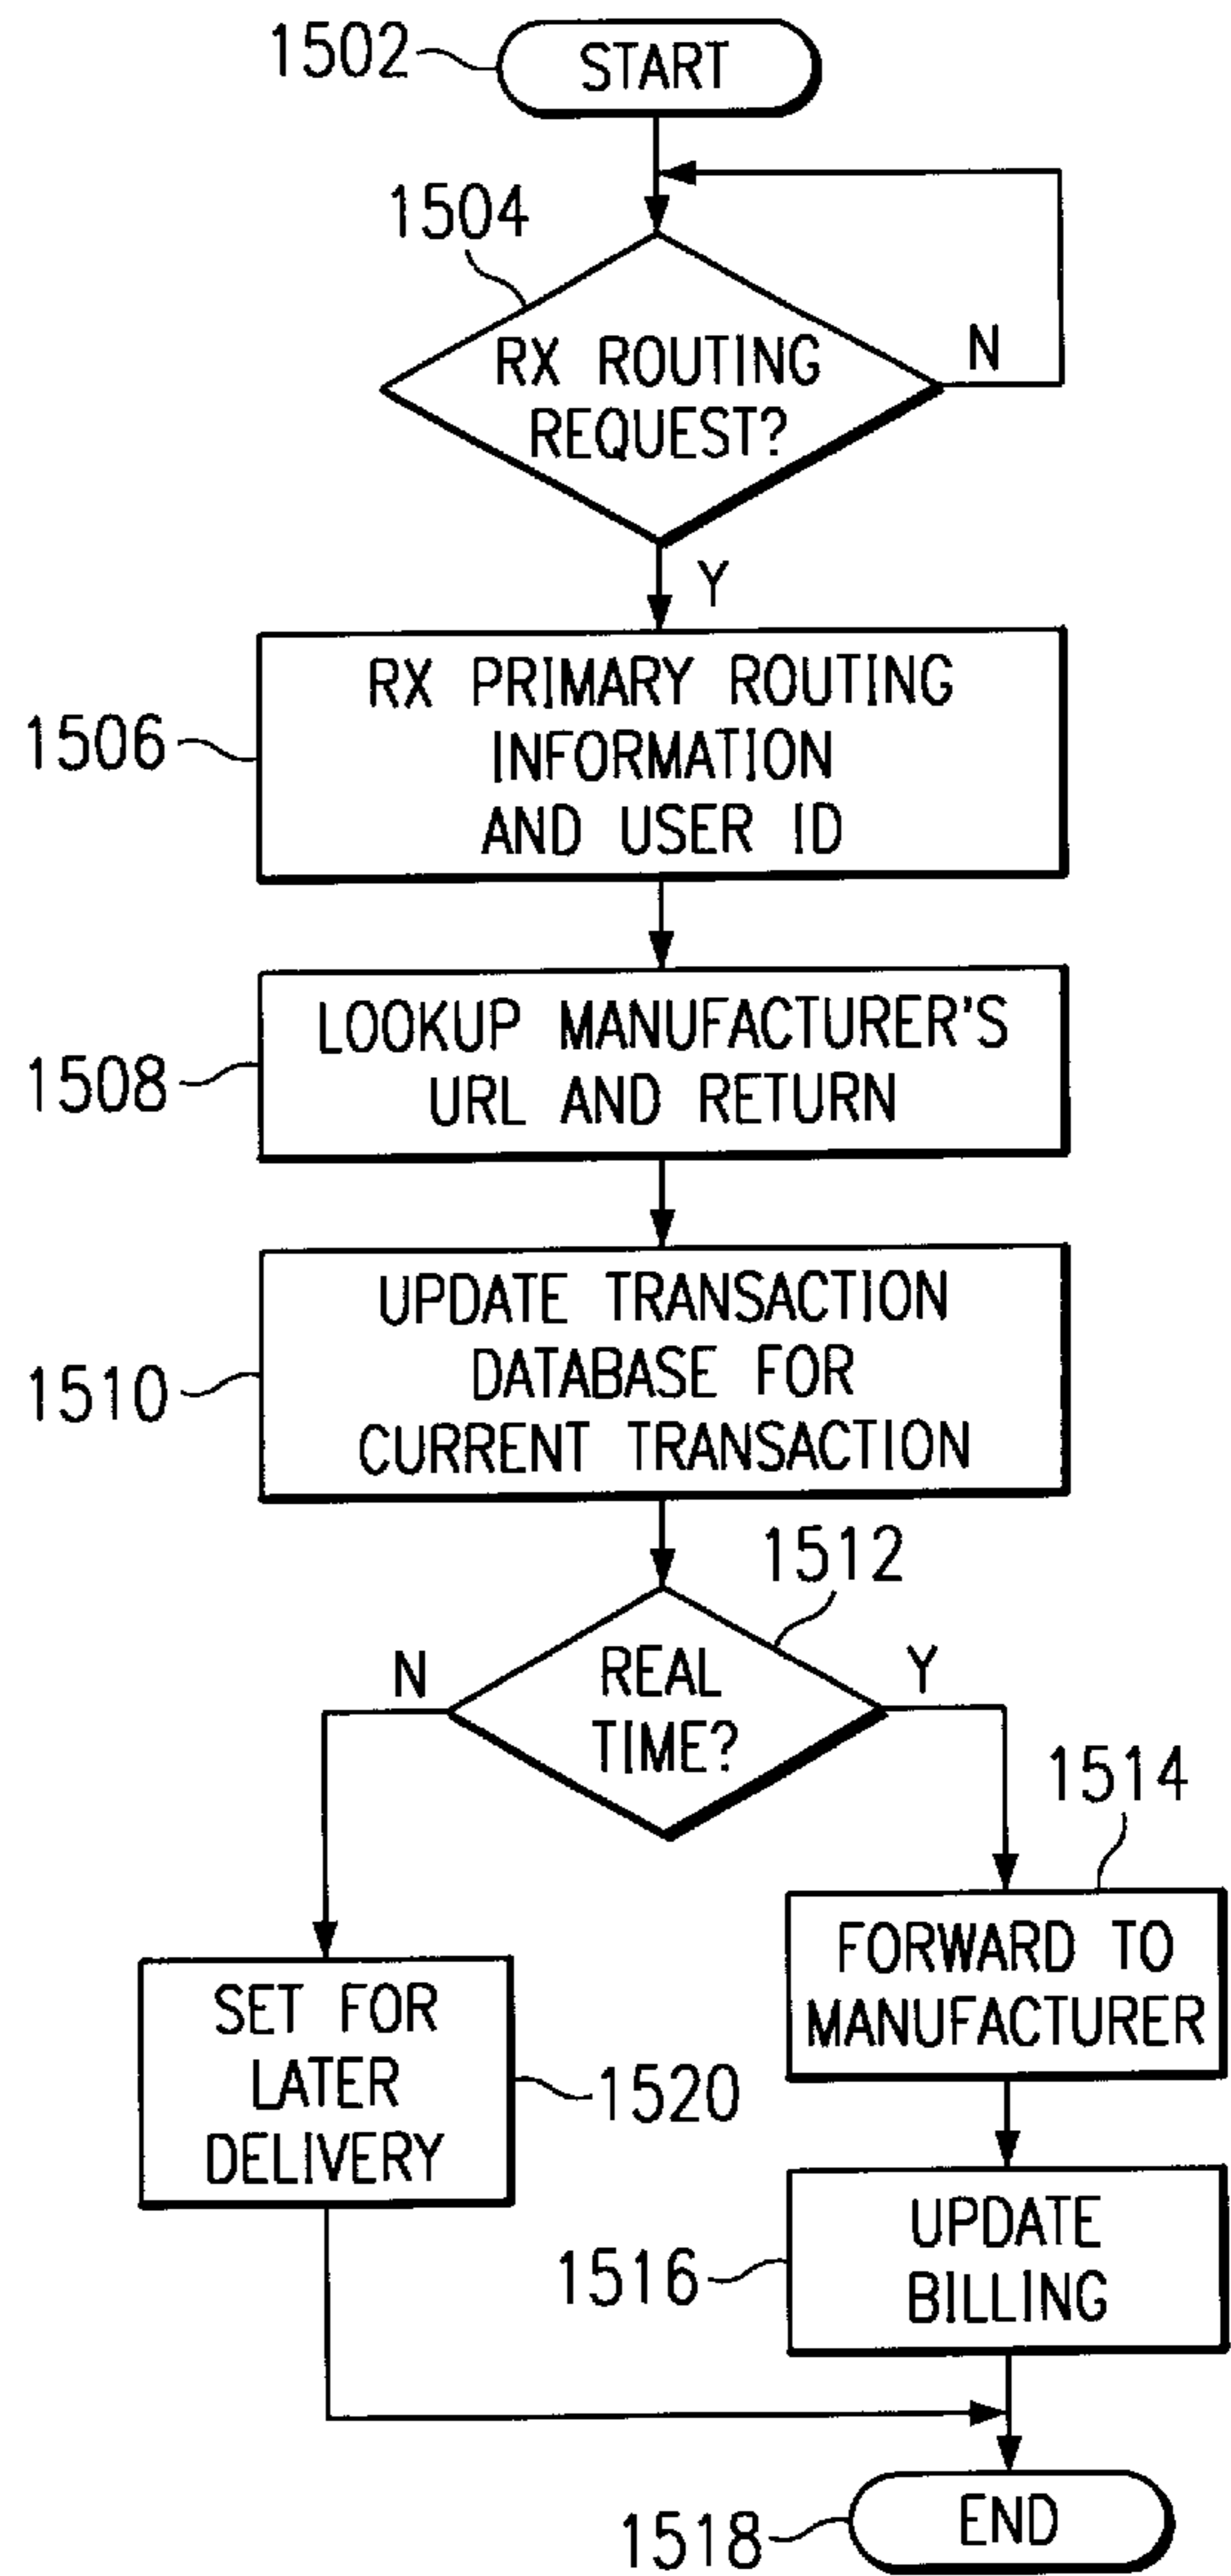 1502
START
1504
RX ROUTING
REQUEST?
N
Y
1506
RX PRIMARY ROUTING
INFORMATION
AND USER ID
1508
LOOKUP MANUFACTURER'S
URL AND RETURN
1510
UPDATE TRANSACTION
DATABASE FOR
CURRENT TRANSACTION
1512
N
REAL
TIME?
Y
1514
FORWARD TO
MANUFACTURER
SET FOR
LATER
DELIVERY
1520
1516
UPDATE
BILLING
1518
END